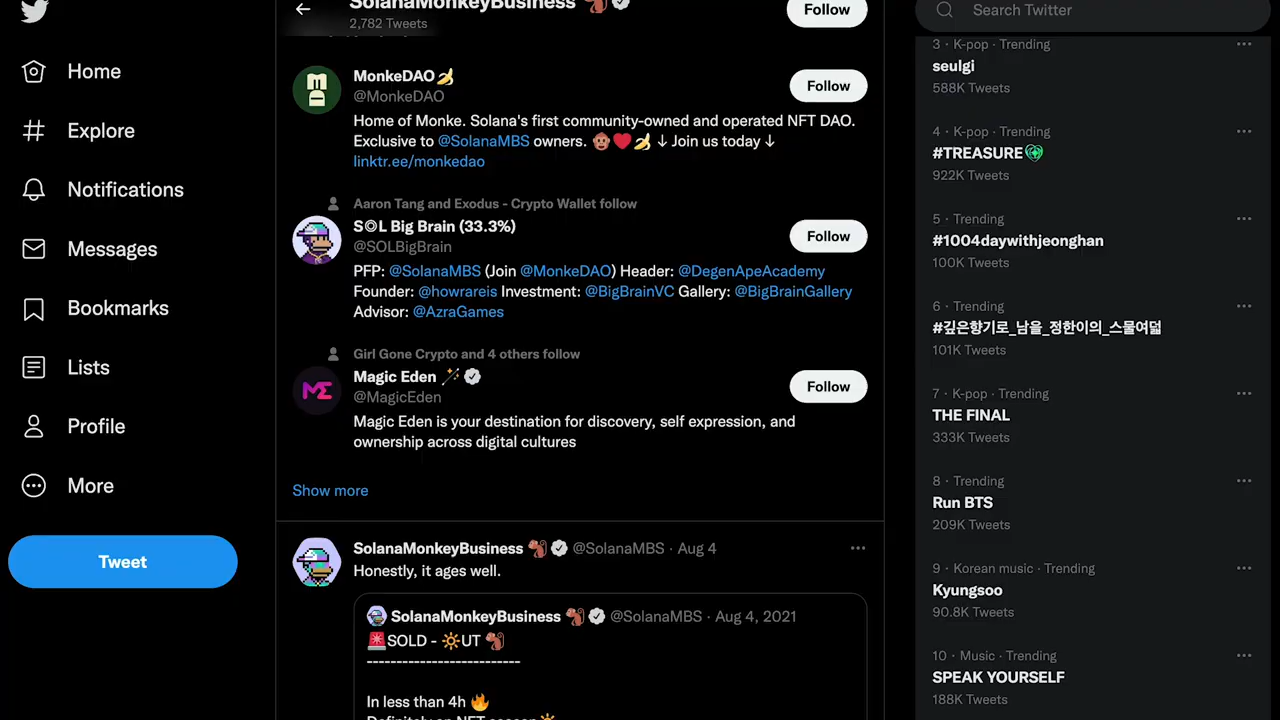 Home
Explore
Notifications
Messages
Bookmarks
Lists
Profile
More
Tweet
SolanaMonkeyBusiness
2,782 Tweets
Follow
MonkeDAO🍌
@MonkeDAO
Follow
Home of Monke. Solana's first community-owned and operated NFT DAO.
Exclusive to @SolanaMBS owners. 🐵❤️🍌 ↓ Join us today ↓
linktr.ee/monkedao
Aaron Tang and Exodus - Crypto Wallet follow
S◎L Big Brain (33.3%)
@SOLBigBrain
Follow
PFP: @SolanaMBS (Join @MonkeDAO) Header: @DegenApeAcademy
Founder: @howrareis Investment: @BigBrainVC Gallery: @BigBrainGallery
Advisor: @AzraGames
Girl Gone Crypto and 4 others follow
Magic Eden 🪄
@MagicEden
Follow
ME
Magic Eden is your destination for discovery, self expression, and
ownership across digital cultures
Show more
SolanaMonkeyBusiness 🐒 @SolanaMBS · Aug 4
Honestly, it ages well.
SolanaMonkeyBusiness 🐒 @SolanaMBS · Aug 4, 2021
🚨SOLD - 🔆UT 🐒
--------------------------
In less than 4h 🔥
Definitely an NFT season🔆
Search Twitter
3 · K-pop · Trending
seulgi
588K Tweets
4 · K-pop · Trending
#TREASURE
922K Tweets
5 · Trending
#1004daywithjeonghan
100K Tweets
6 · Trending
#깊은향기로_남을_정한이의_스물여덟
101K Tweets
7 · K-pop · Trending
THE FINAL
333K Tweets
8 · Trending
Run BTS
209K Tweets
9 · Korean music · Trending
Kyungsoo
90.8K Tweets
10 · Music · Trending
SPEAK YOURSELF
188K Tweets